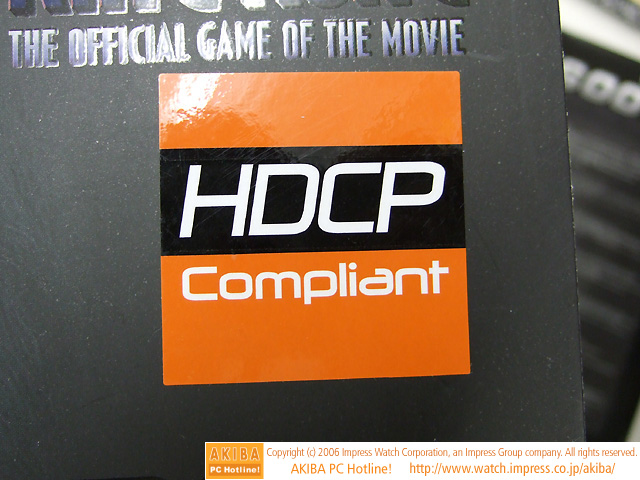 THE OFFICIAL GAME OF THE MOVIE
HDCP
Compliant
AKIBA
PC Hotline!
Copyright (c) 2006 Impress Watch Corporation, an Impress Group company. All rights reserved.
AKIBA PC Hotline! http://www.watch.impress.co.jp/akiba/